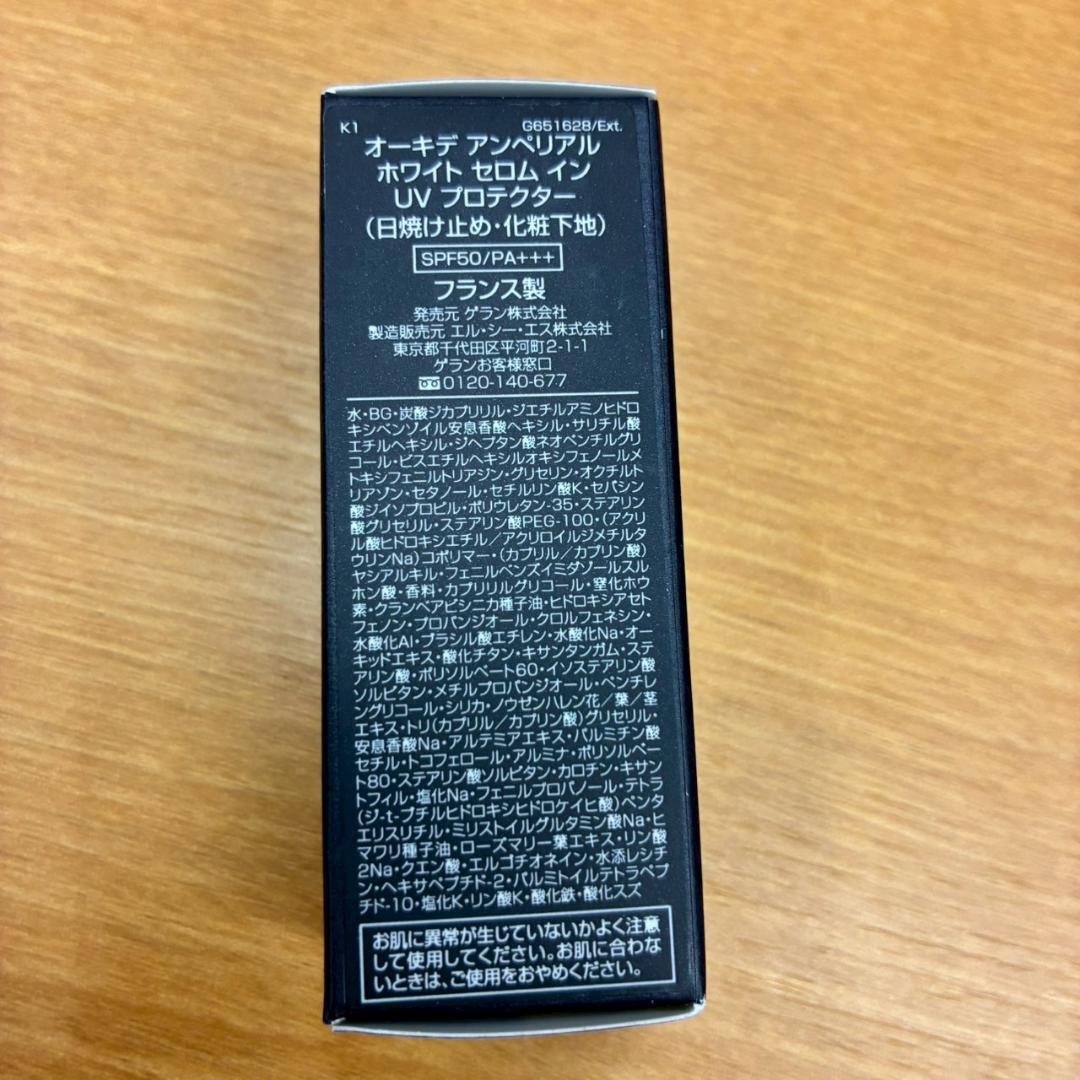 K1 G651628/Ext.
オーキデ アンペリアル
ホワイト セロム イン
UV プロテクター
(日焼け止め・化粧下地)
SPF50/PA+++
フランス製
発売元 ゲラン株式会社
製造販売元 エル・シー・エス株式会社
東京都千代田区平河町2-1-1
ゲランお客様窓口
0120-140-677
水・BG・炭酸ジカプリリル・ジエチルアミノヒドロ
キシベンゾイル安息香酸ヘキシル・サリチル酸
エチルヘキシル・ジヘプタン酸ネオペンチルグリ
コール・ビスエチルヘキシルオキシフェノールメ
トキシフェニルトリアジン・グリセリン・オクチルト
リアゾン・セタノール・セチルリン酸K・セバシン
酸ジイソプロピル・ポリウレタン-35・ステアリン
酸グリセリル・ステアリン酸PEG-100・(アクリ
ル酸ヒドロキシエチル/アクリロイルジメチルタ
ウリンNa)コポリマー・(カプリル/カプリン酸)
ヤシアルキル・フェニルベンズイミダゾールスル
ホン酸・香料・カプリリルグリコール・窒化ホウ
素・クランベアビシニカ種子油・ヒドロキシアセト
フェノン・プロパンジオール・クロルフェネシン・
水酸化Al・ブラシル酸エチレン・水酸化Na・オー
キッドエキス・酸化チタン・キサンタンガム・ステ
アリン酸・ポリソルベート60・イソステアリン酸
ソルビタン・メチルプロパンジオール・ペンチレ
ングリコール・シリカ・ノウゼンハレン花/葉/茎
エキス・トリ(カプリル/カプリン酸)グリセリル・
安息香酸Na・アルテミアエキス・パルミチン酸
セチル・トコフェロール・アルミナ・ポリソルベー
ト80・ステアリン酸ソルビタン・カロチン・キサン
トフィル・塩化Na・フェニルプロパノール・テトラ
(ジ-t-ブチルヒドロキシヒドロケイヒ酸)ペンタ
エリスリチル・ミリストイルグルタミン酸Na・ヒ
マワリ種子油・ローズマリー葉エキス・リン酸
2Na・クエン酸・エルゴチオネイン・水添レシチ
ン・ヘキサペプチド-2・パルミトイルテトラペプ
チド-10・塩化K・リン酸K・酸化鉄・酸化スズ
お肌に異常が生じていないかよく注意
して使用してください。お肌に合わな
いときは、ご使用をおやめください。